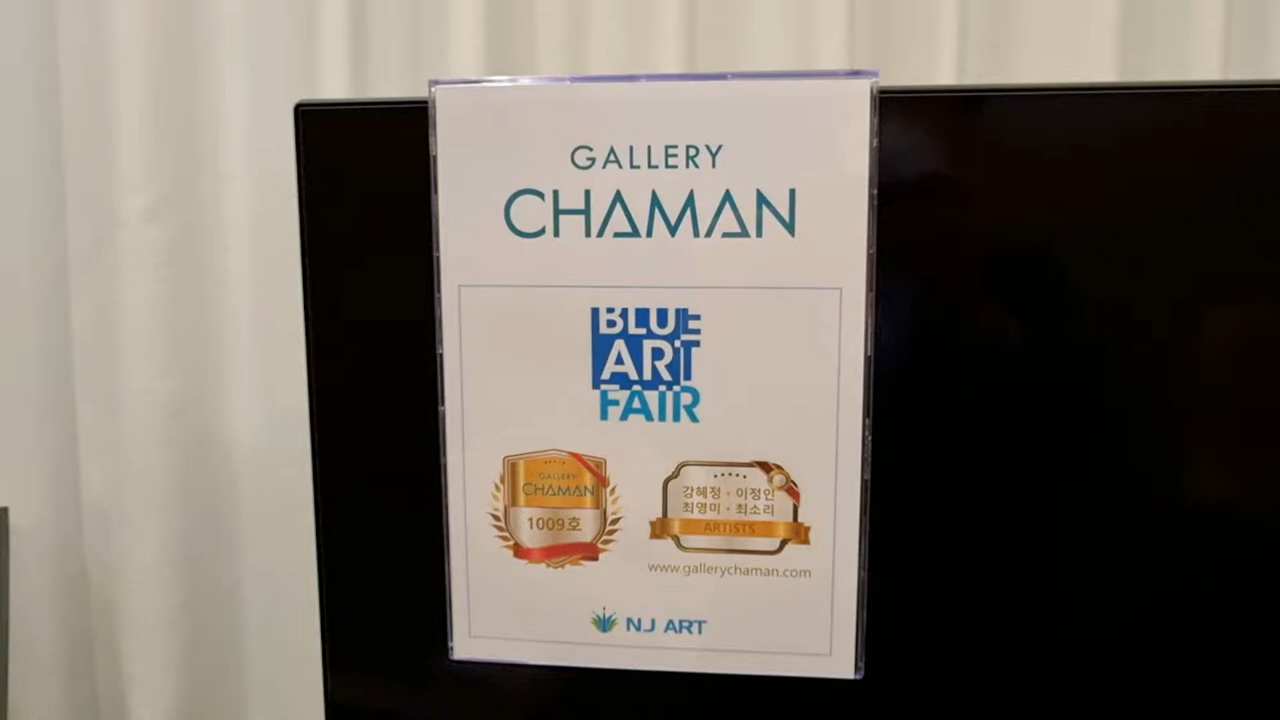 GALLERY
CHAMAN
BLUE
ART
FAIR
GALLERY
CHAMAN
1009호
강혜정 · 이정인
최영미 · 최소리
ARTISTS
www.gallerychaman.com
NJ ART